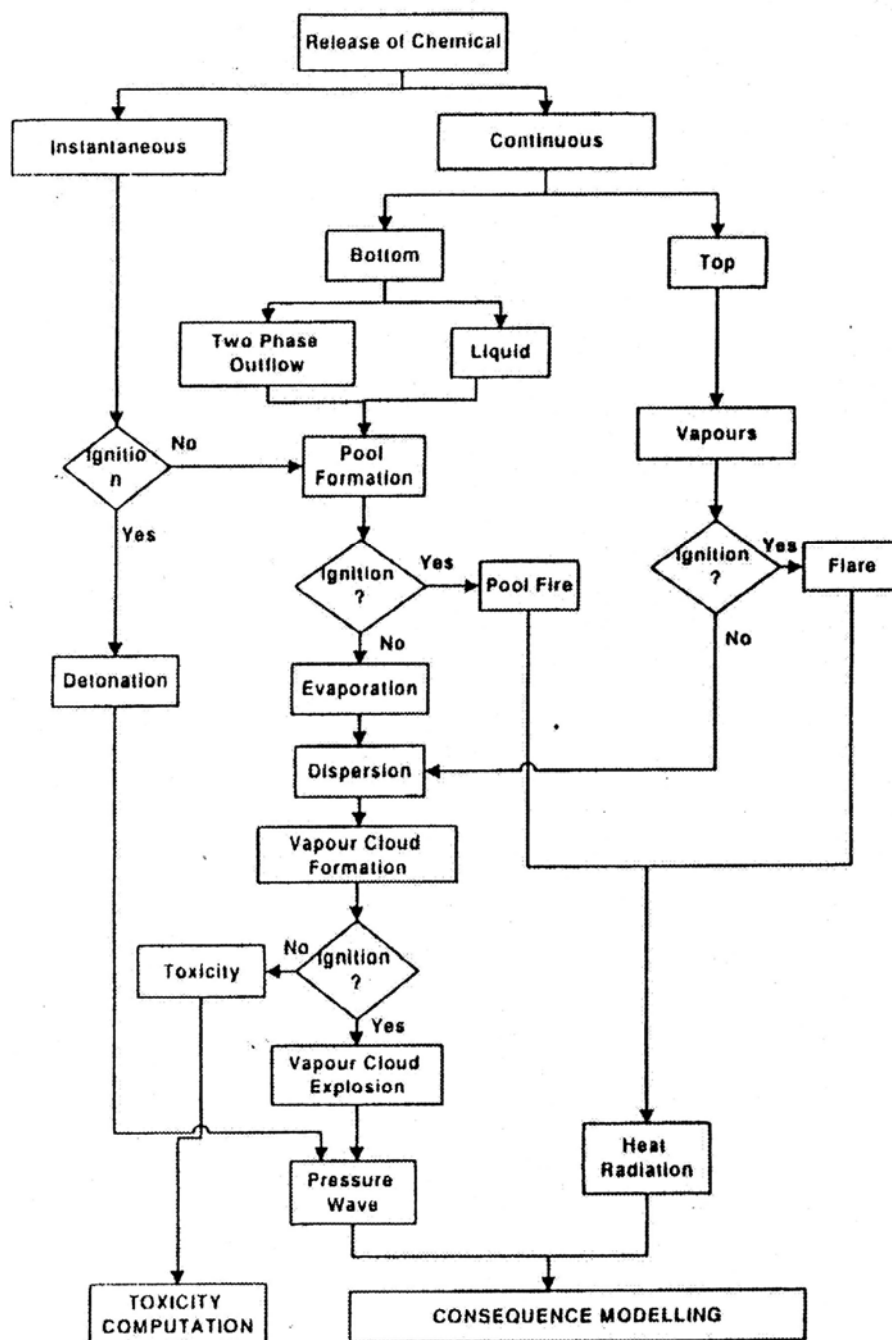 Release of Chemical
Instantaneous
Continuous
Bottom
Top
Two Phase
Outflow
Liquid
Vapours
Ignitio
n
No
Pool
Formation
Yes
Ignition
?
Yes
Pool Fire
Ignition
?
Yes
Flare
No
No
Detonation
Evaporation
Dispersion
Vapour Cloud
Formation
Toxicity
No
Ignition
?
Yes
Vapour Cloud
Explosion
Pressure
Wave
Heat
Radiation
TOXICITY
COMPUTATION
CONSEQUENCE MODELLING